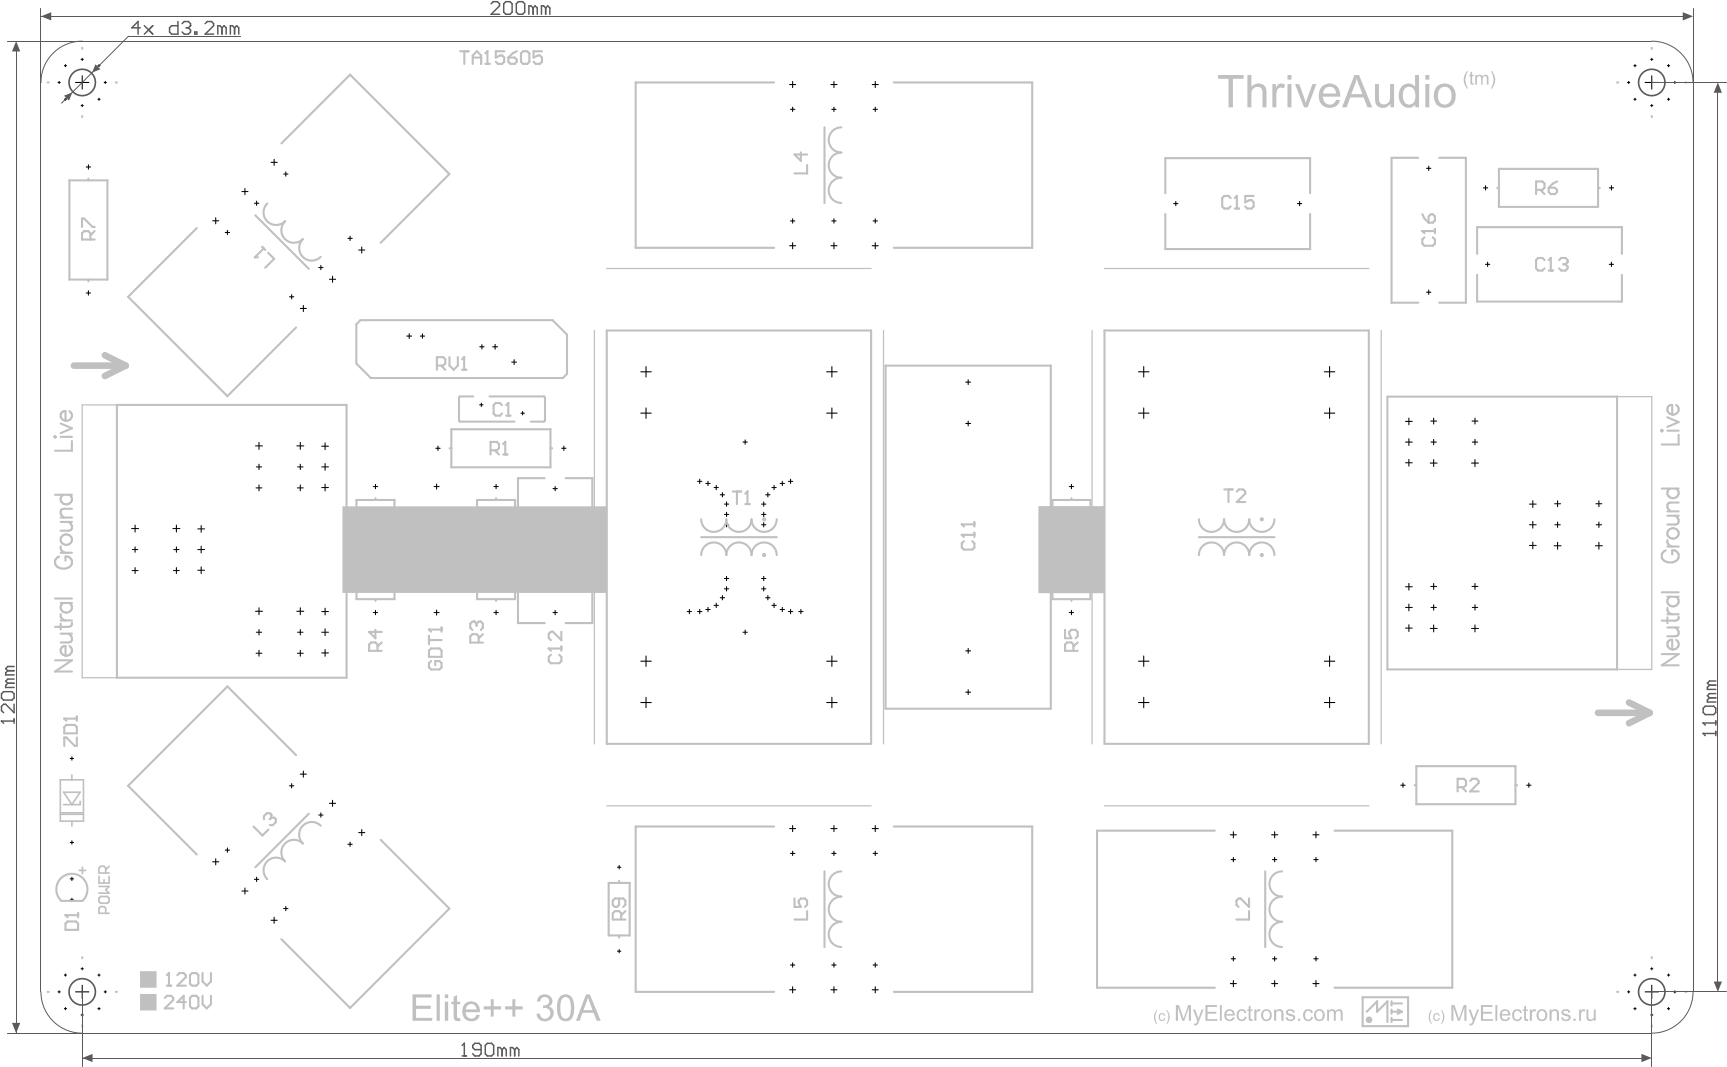 200mm
4x d3.2mm
TA15605
ThriveAudio (tm)
L4
R7
L1
C15
C16
R6
C13
RV1
C1
R1
Live
Ground
Neutral
R4
GDT1
R3
C12
T1
C11
R5
T2
Live
Ground
Neutral
120mm
110mm
ZD1
L3
D1
POWER
+
R9
L5
L2
R2
120V
240V
Elite++ 30A
(c) MyElectrons.com
(c) MyElectrons.ru
190mm